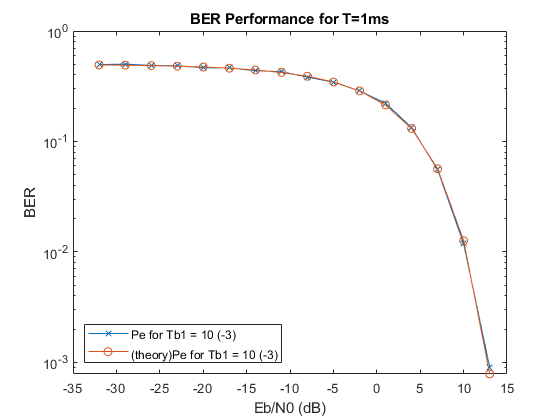 BER Performance for T=1ms
10^0
10^-1
10^-2
10^-3
BER
Pe for Tb1 = 10 (-3)
(theory)Pe for Tb1 = 10 (-3)
-35 -30 -25 -20 -15 -10 -5 0 5 10 15
Eb/N0 (dB)